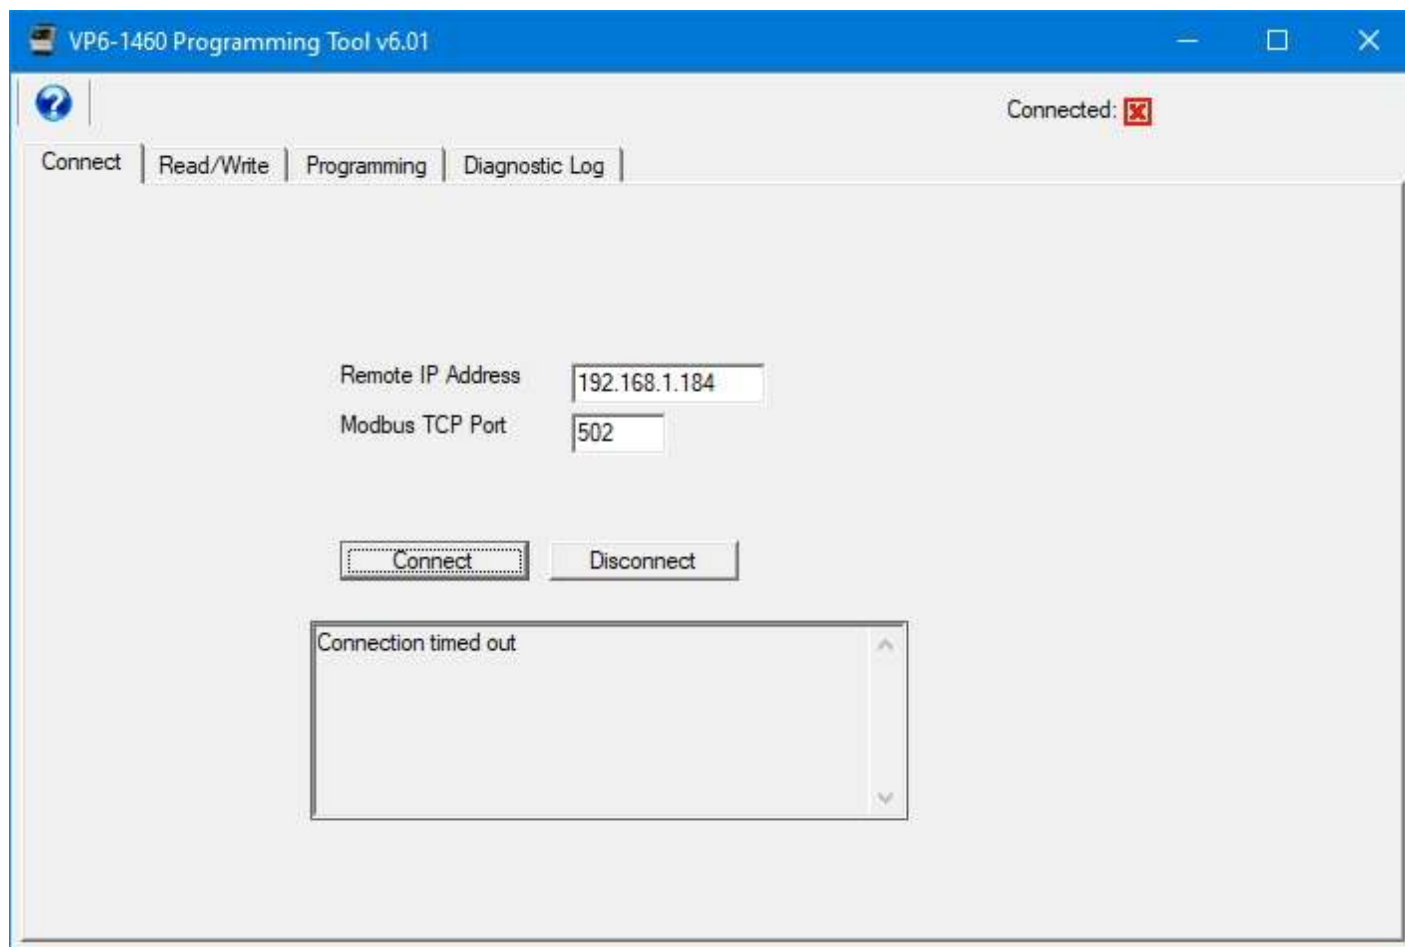 VP6-1460 Programming Tool v6.01
Connected:
Connect Read/Write Programming Diagnostic Log
Remote IP Address 192.168.1.184
Modbus TCP Port 502
Connect Disconnect
Connection timed out